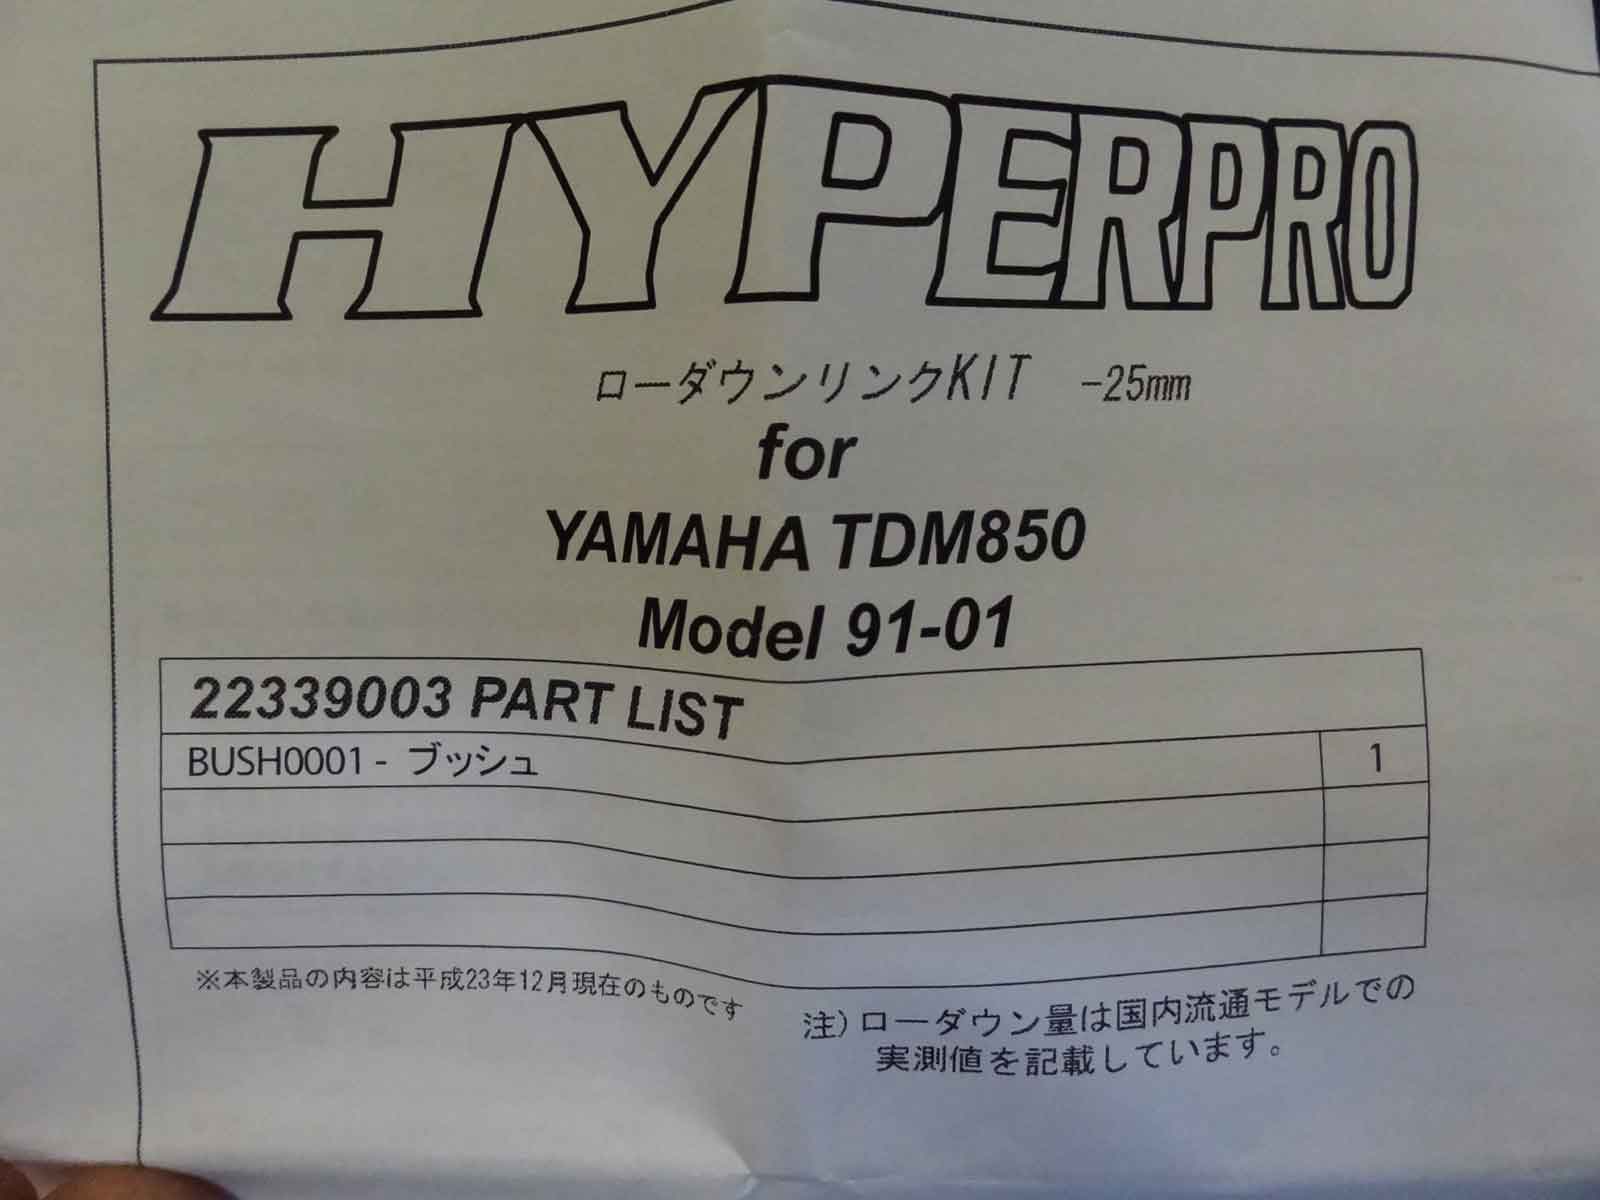 HYPERPRO
ローダウンリンクKIT -25mm
for
YAMAHA TDM850
Model 91-01
22339003 PART LIST
BUSH0001 - ブッシュ 1
※本製品の内容は平成23年12月現在のものです
注)ローダウン量は国内流通モデルでの
実測値を記載しています。